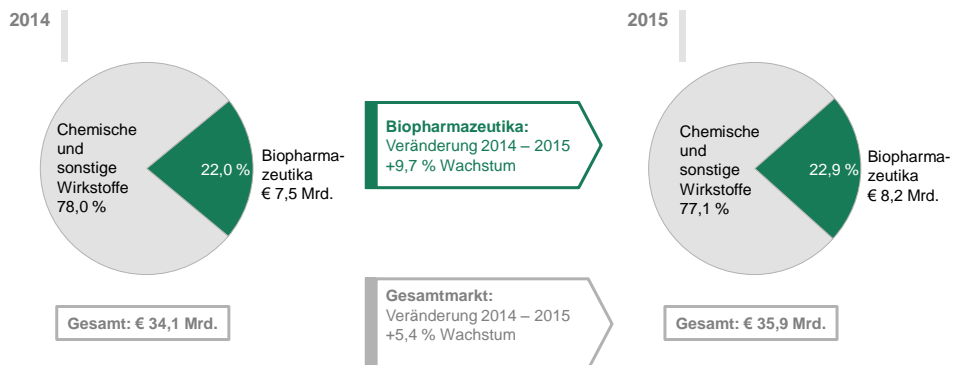 2014
Chemische
und
sonstige
Wirkstoffe
78,0 %
22,0 %
Biopharma-
zeutika
€ 7,5 Mrd.
Gesamt: € 34,1 Mrd.
Biopharmazeutika:
Veränderung 2014 – 2015
+9,7 % Wachstum
Gesamtmarkt:
Veränderung 2014 – 2015
+5,4 % Wachstum
2015
Chemische
und
sonstige
Wirkstoffe
77,1 %
22,9 %
Biopharma-
zeutika
€ 8,2 Mrd.
Gesamt: € 35,9 Mrd.